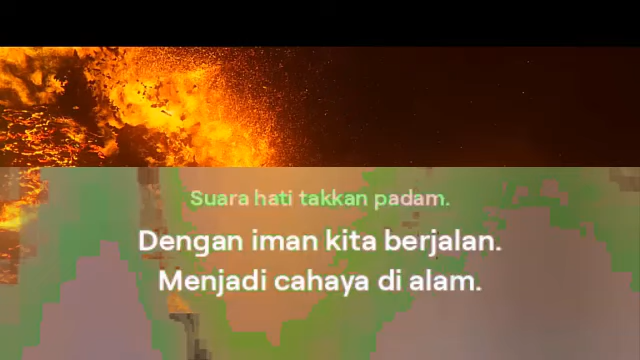 Suara hati takkan padam.
Dengan iman kita berjalan.
Menjadi cahaya di alam.